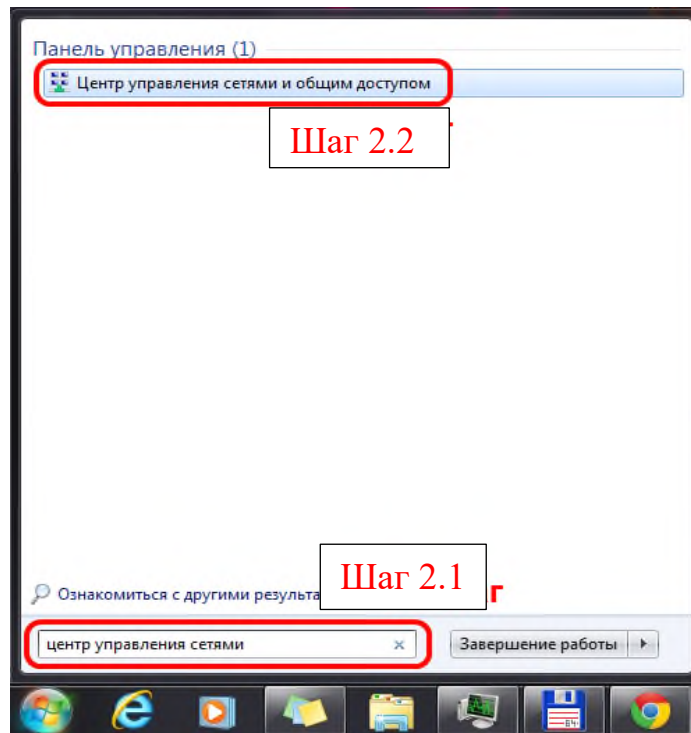 Панель управления (1)
Центр управления сетями и общим доступом
Шаг 2.2
Шаг 2.1
Ознакомиться с другими
центр управления сетями
Завершение работы
64